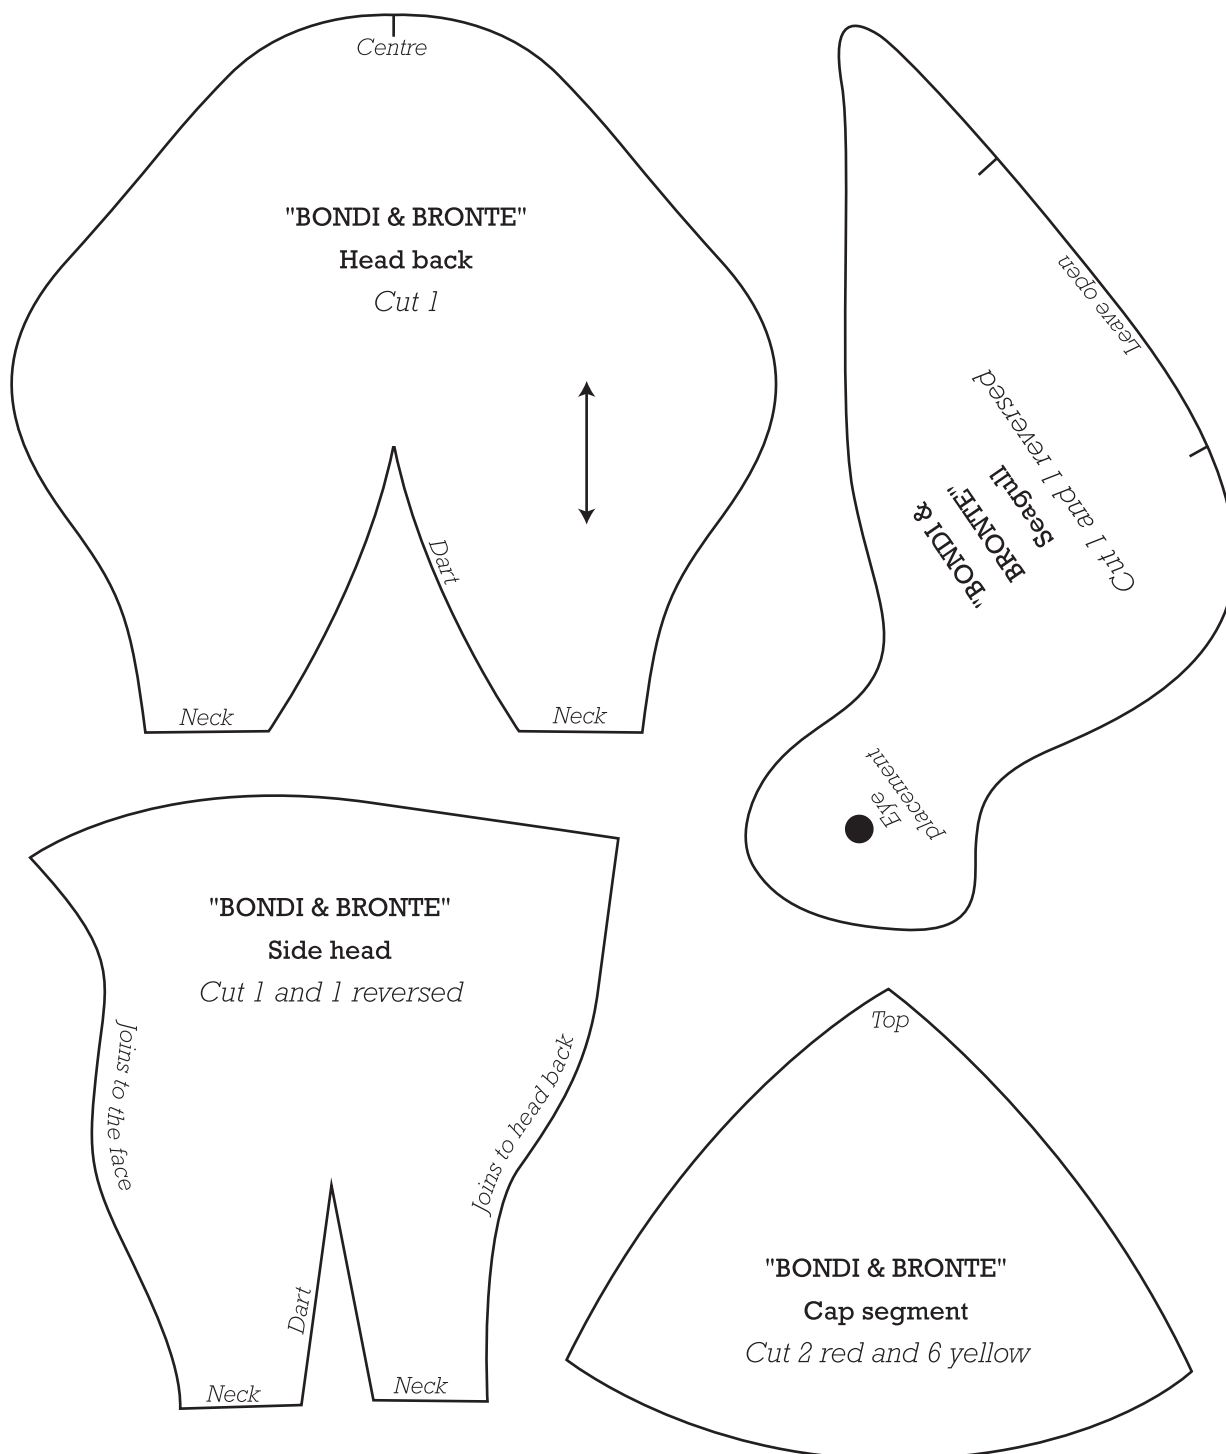 Centre
"BONDI & BRONTE"
Head back
Cut 1
Dart
Neck
Neck
Leave open
"BONDI &
BRONTE"
Seagull
Cut 1 and 1 reversed
Eye
placement
"BONDI & BRONTE"
Side head
Cut 1 and 1 reversed
Joins to the face
Joins to head back
Dart
Neck
Neck
Top
"BONDI & BRONTE"
Cap segment
Cut 2 red and 6 yellow